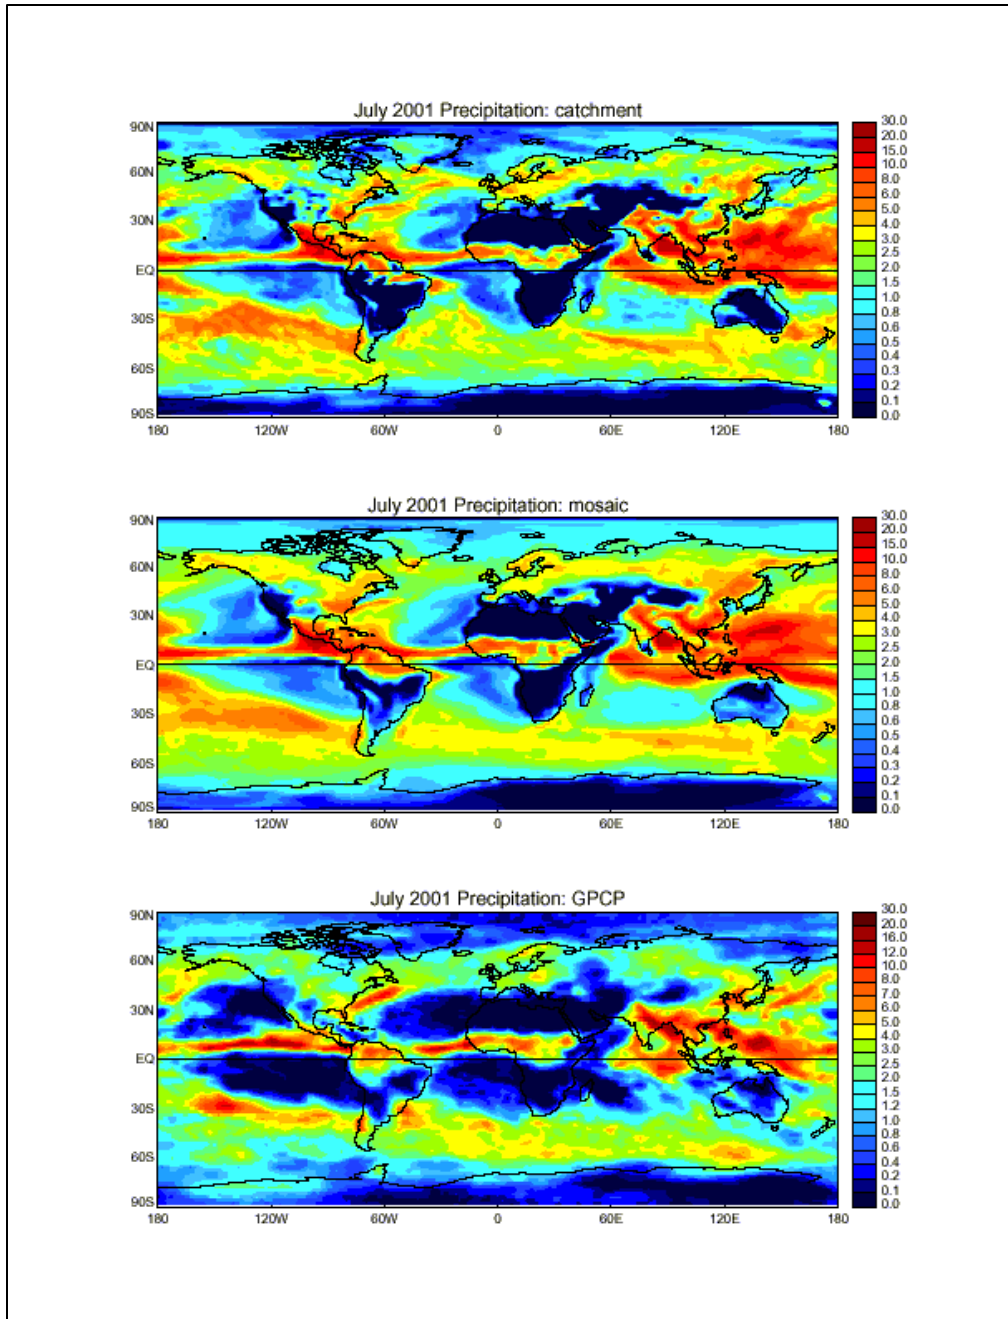 July 2001 Precipitation: catchment
90N
60N
30N
EQ
30S
60S
90S
180 120W 60W 0 60E 120E 180
30.0
20.0
15.0
10.0
8.0
6.0
5.0
4.0
3.0
2.5
2.0
1.5
1.0
0.8
0.6
0.5
0.4
0.3
0.2
0.1
0.0
July 2001 Precipitation: mosaic
90N
60N
30N
EQ
30S
60S
90S
180 120W 60W 0 60E 120E 180
30.0
20.0
15.0
10.0
8.0
6.0
5.0
4.0
3.0
2.5
2.0
1.5
1.0
0.8
0.6
0.5
0.4
0.3
0.2
0.1
0.0
July 2001 Precipitation: GPCP
90N
60N
30N
EQ
30S
60S
90S
180 120W 60W 0 60E 120E 180
30.0
20.0
16.0
12.0
10.0
8.0
7.0
6.0
5.0
4.0
3.0
2.5
2.0
1.5
1.2
1.0
0.8
0.6
0.4
0.2
0.1
0.0